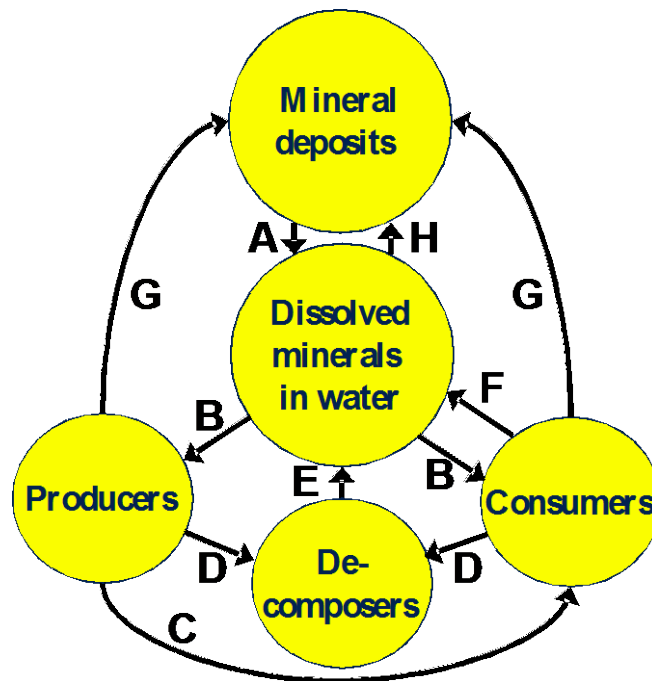 Mineral
deposits
A
H
G
G
Dissolved
minerals
in water
B
F
Producers
E
B
Consumers
D
De-
composers
D
C